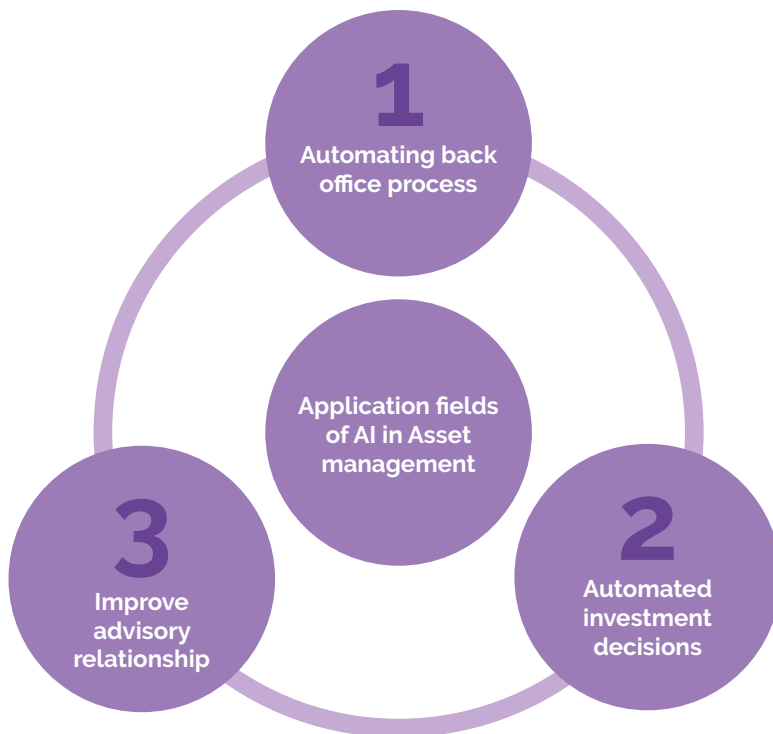 1
Automating back
office process
Application fields
of AI in Asset
management
2
Automated
investment
decisions
3
Improve
advisory
relationship